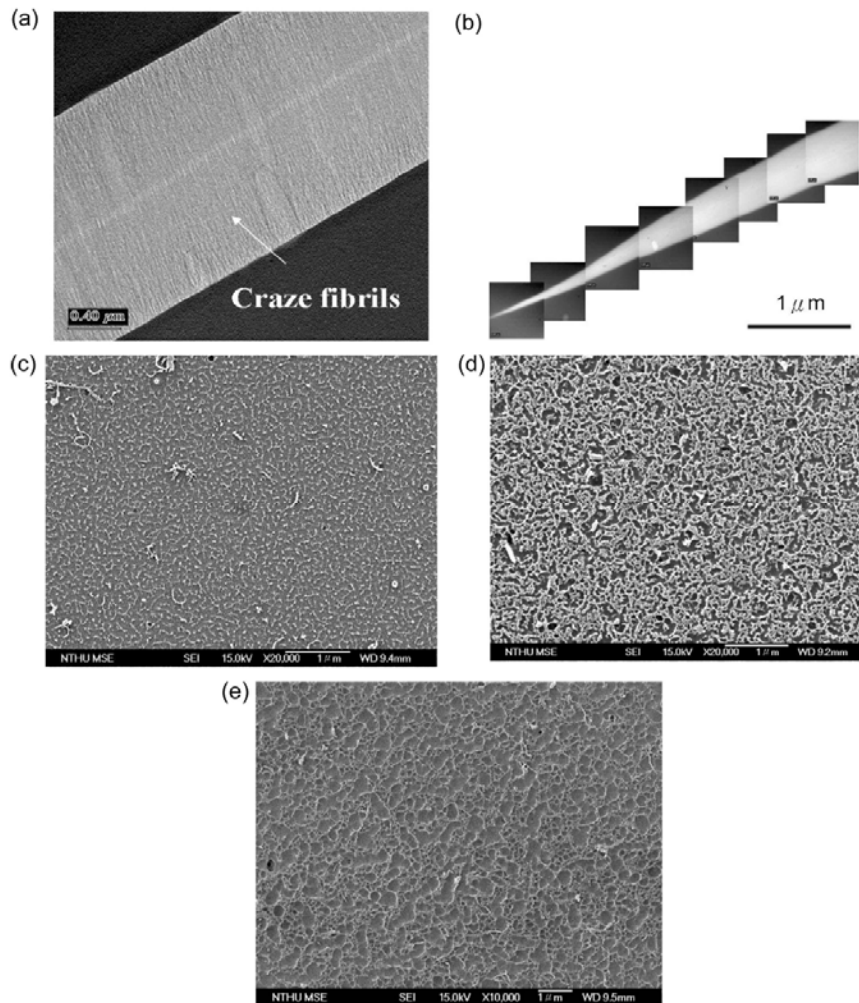 (a)
Craze fibrils
0.40 μm
(b)
1 μm
(c)
NTHU MSE SEI 15.0kV X20,000 1μm WD 9.4mm
(d)
NTHU MSE SEI 15.0kV X20,000 1μm WD 9.2mm
(e)
NTHU MSE SEI 15.0kV X10,000 1μm WD 9.5mm